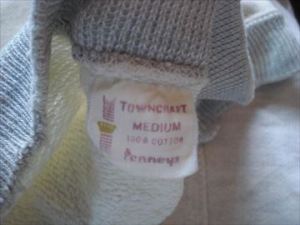 TOWNCRAFT
MEDIUM
100% COTTON
Penneys